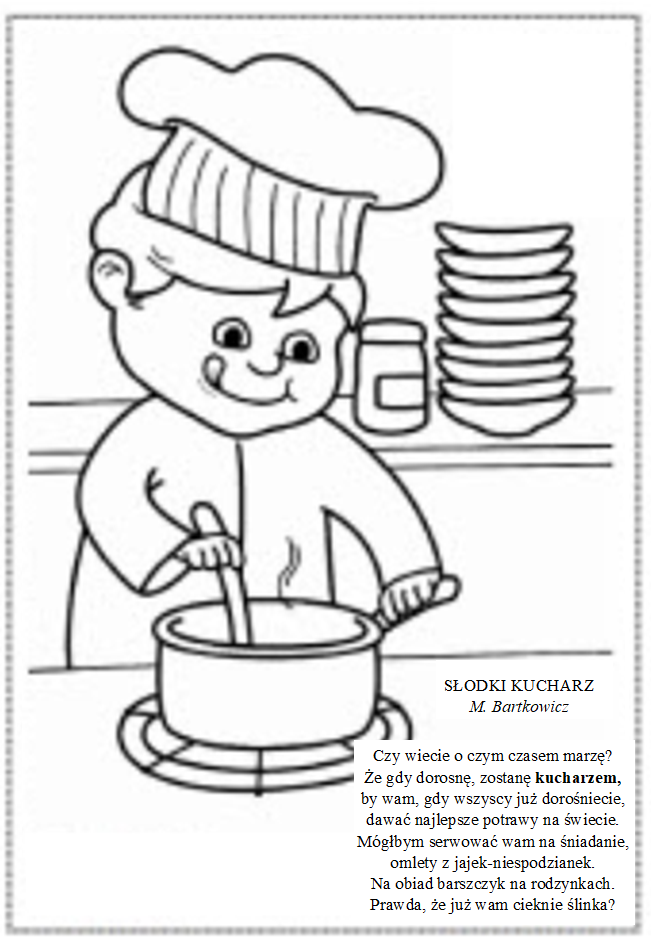 SŁODKI KUCHARZ
M. Bartkowicz
Czy wiecie o czym czasem marzę?
Że gdy dorosnę, zostanę kucharzem,
by wam, gdy wszyscy już dorośniecie,
dawać najlepsze potrawy na świecie.
Mógłbym serwować wam na śniadanie,
omlety z jajek-niespodzianek.
Na obiad barszczyk na rodzynkach.
Prawda, że już wam cieknie ślinka?